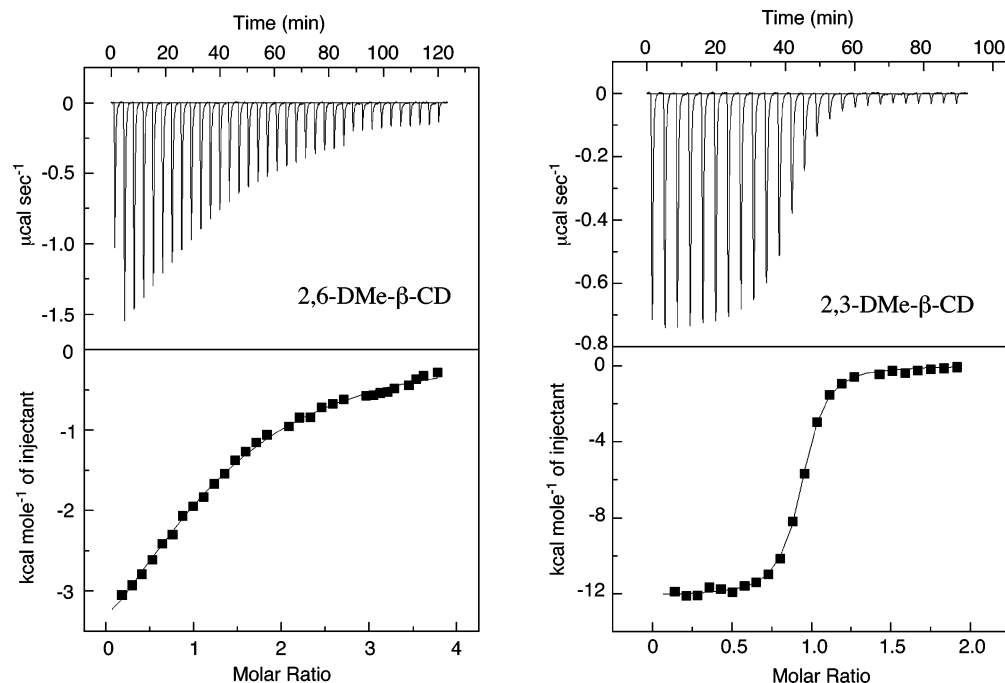 Time (min)
0 20 40 60 80 100 120
0
-0.5
-1.0
-1.5
μcal sec⁻¹
2,6-DMe-β-CD
0
-1
-2
-3
kcal mole⁻¹ of injectant
0 1 2 3 4
Molar Ratio
Time (min)
0 20 40 60 80 100
0
-0.2
-0.4
-0.6
-0.8
μcal sec⁻¹
2,3-DMe-β-CD
0
-4
-8
-12
kcal mole⁻¹ of injectant
0 0.5 1.0 1.5 2.0
Molar Ratio